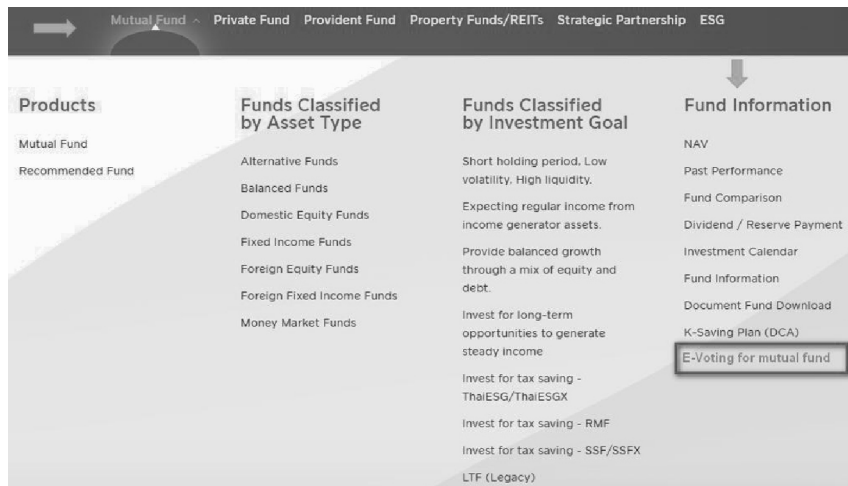 Mutual Fund Private Fund Provident Fund Property Funds/REITs Strategic Partnership ESG
Products
Mutual Fund
Recommended Fund
Funds Classified
by Asset Type
Alternative Funds
Balanced Funds
Domestic Equity Funds
Fixed Income Funds
Foreign Equity Funds
Foreign Fixed Income Funds
Money Market Funds
Funds Classified
by Investment Goal
Short holding period. Low
volatility. High liquidity.
Expecting regular income from
income generator assets.
Provide balanced growth
through a mix of equity and
debt.
Invest for long-term
opportunities to generate
steady income
Invest for tax saving -
ThaiESG/ThaiESGX
Invest for tax saving - RMF
Invest for tax saving - SSF/SSFX
LTF (Legacy)
Fund Information
NAV
Past Performance
Fund Comparison
Dividend / Reserve Payment
Investment Calendar
Fund Information
Document Fund Download
K-Saving Plan (DCA)
E-Voting for mutual fund